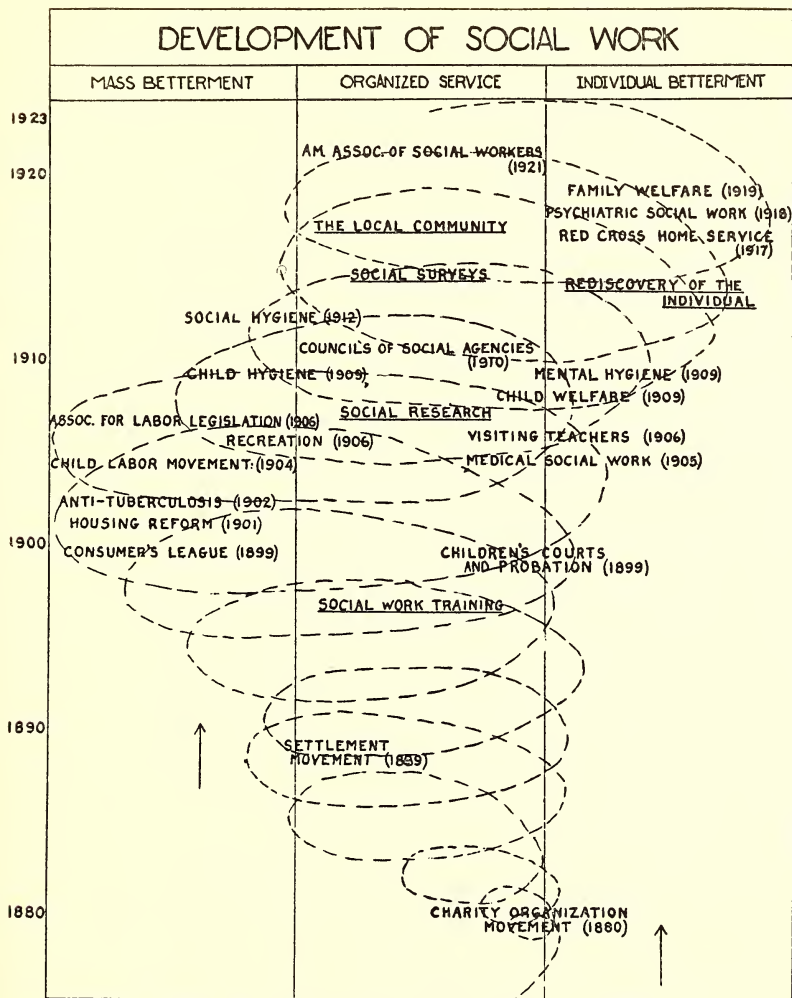 DEVELOPMENT OF SOCIAL WORK
MASS BETTERMENT
ORGANIZED SERVICE
INDIVIDUAL BETTERMENT
1923
AM. ASSOC. OF SOCIAL WORKERS
(1921)
1920
FAMILY WELFARE (1919)
PSYCHIATRIC SOCIAL WORK (1918)
THE LOCAL COMMUNITY
RED CROSS HOME SERVICE
(1917)
SOCIAL SURVEYS
REDISCOVERY OF THE
INDIVIDUAL
SOCIAL HYGIENE (1912)
COUNCILS OF SOCIAL AGENCIES
(1910)
1910
CHILD HYGIENE (1909)
MENTAL HYGIENE (1909)
CHILD WELFARE (1909)
SOCIAL RESEARCH
ASSOC. FOR LABOR LEGISLATION (1906)
RECREATION (1906)
VISITING TEACHERS (1906)
CHILD LABOR MOVEMENT: (1904)
MEDICAL SOCIAL WORK (1905)
ANTI-TUBERCULOSIS (1902)
HOUSING REFORM (1901)
1900
CONSUMER'S LEAGUE (1899)
CHILDREN'S COURTS
AND PROBATION (1899)
SOCIAL WORK TRAINING
1890
SETTLEMENT
MOVEMENT (1889)
1880
CHARITY ORGANIZATION
MOVEMENT (1880)